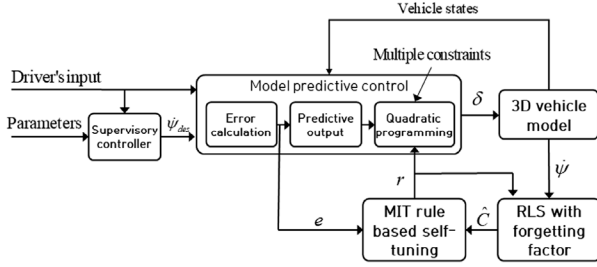 Vehicle states
Multiple constraints
Driver's input
Model predictive control
Parameters
Supervisory
controller
ψ̇des
Error
calculation
Predictive
output
Quadratic
programming
δ
3D vehicle
model
ψ̇
r
e
MIT rule
based self-
tuning
Ĉ
RLS with
forgetting
factor